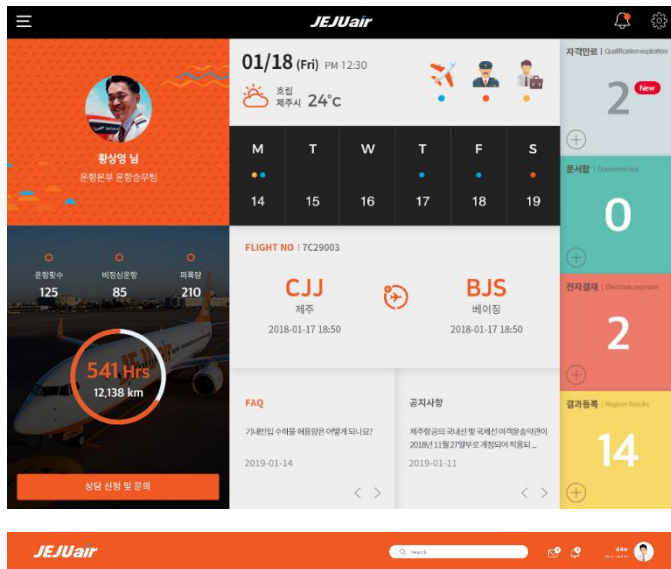 JEJUair
황상영 님
운항본부 운항승무팀
운항횟수
125
비정상운항
85
피폭량
210
541 Hrs
12,138 km
상담 신청 및 문의
01/18 (Fri) PM 12:30
흐림
제주시 24°c
M T W T F S
14 15 16 17 18 19
FLIGHT NO | 7C29003
CJJ
제주
2018-01-17 18:50
BJS
베이징
2018-01-17 18:50
FAQ
기내반입 수하물 허용량은 어떻게 되나요?
2019-01-14
공지사항
제주항공의 국내선 및 국제선 여객운송약관이
2018년 11월 27일부로 개정되어 적용되 ...
2019-01-11
자격만료 | Qualification expiration
2
New
문서함 | Document box
0
전자결재 | Electronic payment
2
결과등록 | Register Results
14
JEJUair
Search